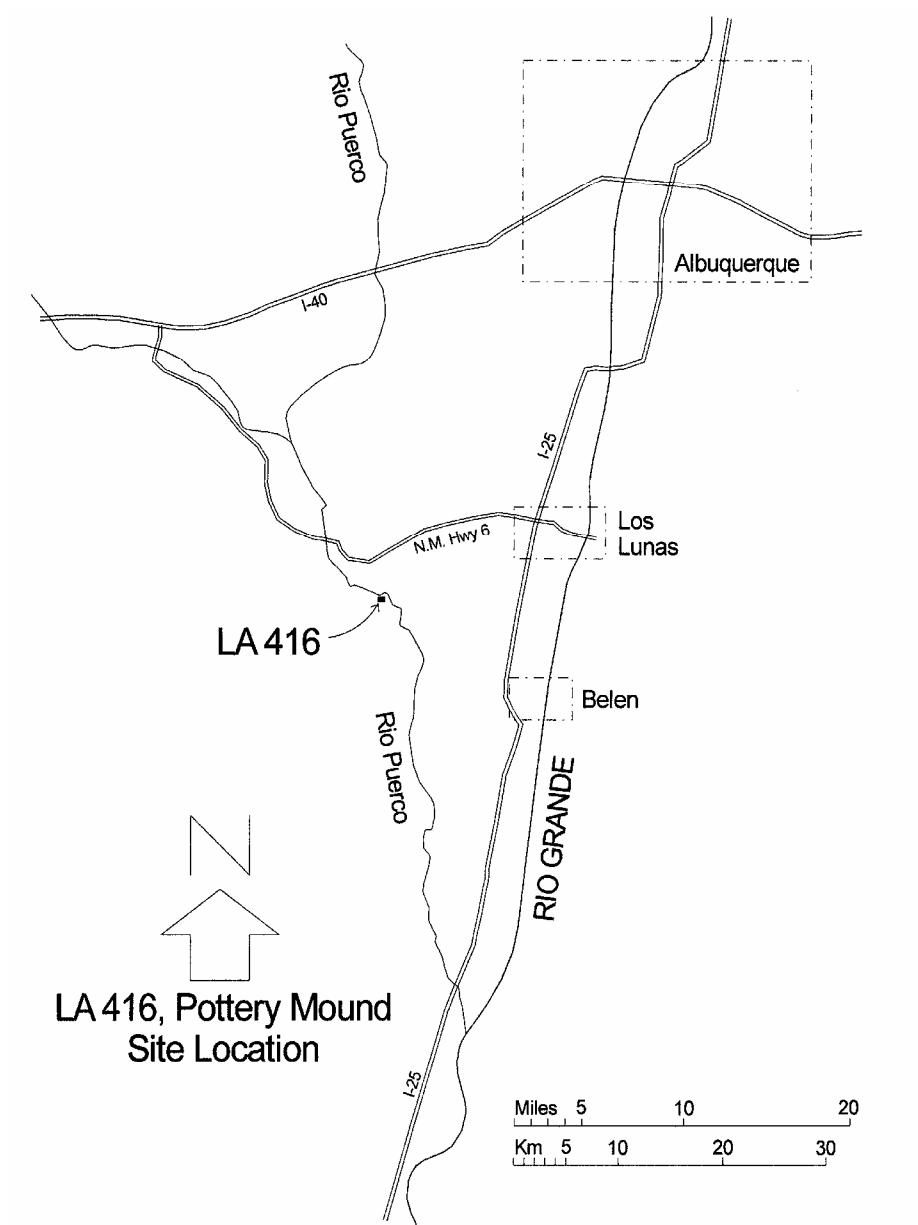 Rio Puerco
Albuquerque
I-40
I-25
Los
Lunas
N.M. Hwy 6
LA 416
Belen
Rio Puerco
RIO GRANDE
N
LA 416, Pottery Mound
Site Location
I-25
Miles 5 10 20
Km 5 10 20 30